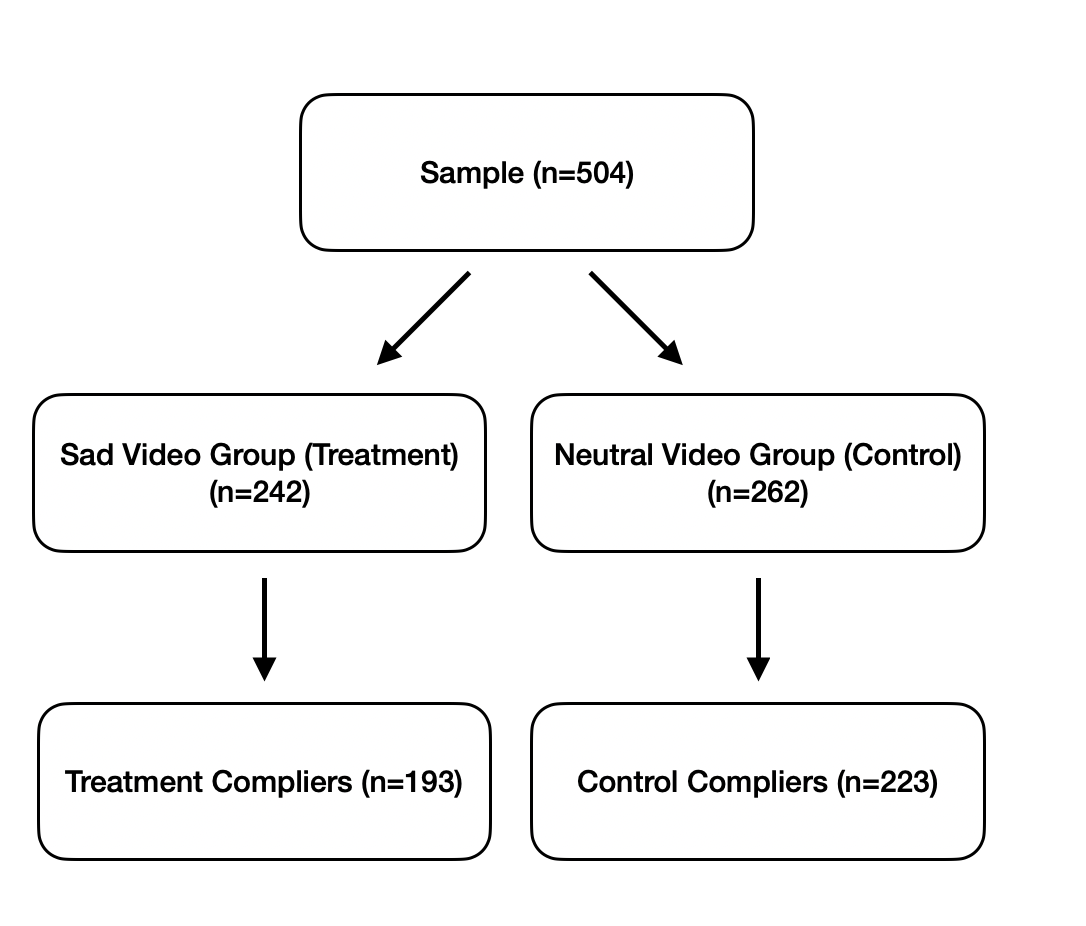 Sample (n=504)
Sad Video Group (Treatment)
(n=242)
Neutral Video Group (Control)
(n=262)
Treatment Compliers (n=193)
Control Compliers (n=223)